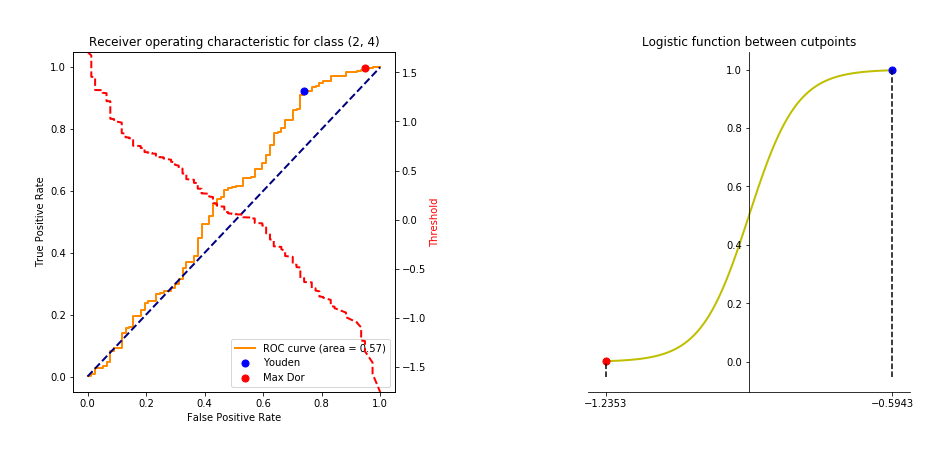 Receiver operating characteristic for class (2, 4)
1.0
0.8
0.6
0.4
0.2
0.0
True Positive Rate
0.0 0.2 0.4 0.6 0.8 1.0
False Positive Rate
1.5
1.0
0.5
0.0
−0.5
−1.0
−1.5
Threshold
ROC curve (area = 0.57)
Youden
Max Dor
Logistic function between cutpoints
1.0
0.8
0.6
0.4
0.2
0.0
−1.2353 −0.5943